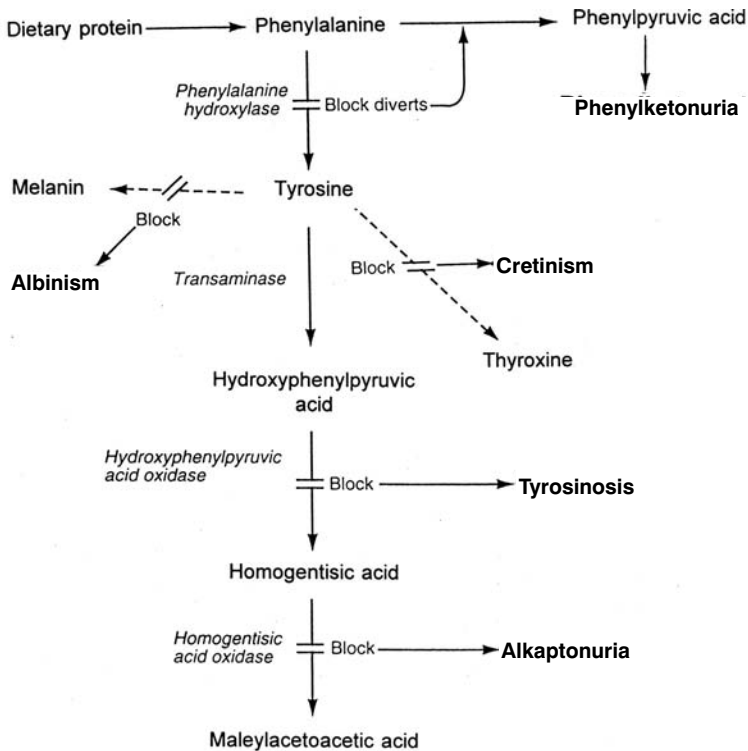 Dietary protein
Phenylalanine
Phenylpyruvic acid
Phenylalanine
hydroxylase
Block diverts
Phenylketonuria
Melanin
Tyrosine
Block
Albinism
Transaminase
Block
Cretinism
Thyroxine
Hydroxyphenylpyruvic
acid
Hydroxyphenylpyruvic
acid oxidase
Block
Tyrosinosis
Homogentisic acid
Homogentisic
acid oxidase
Block
Alkaptonuria
Maleylacetoacetic acid